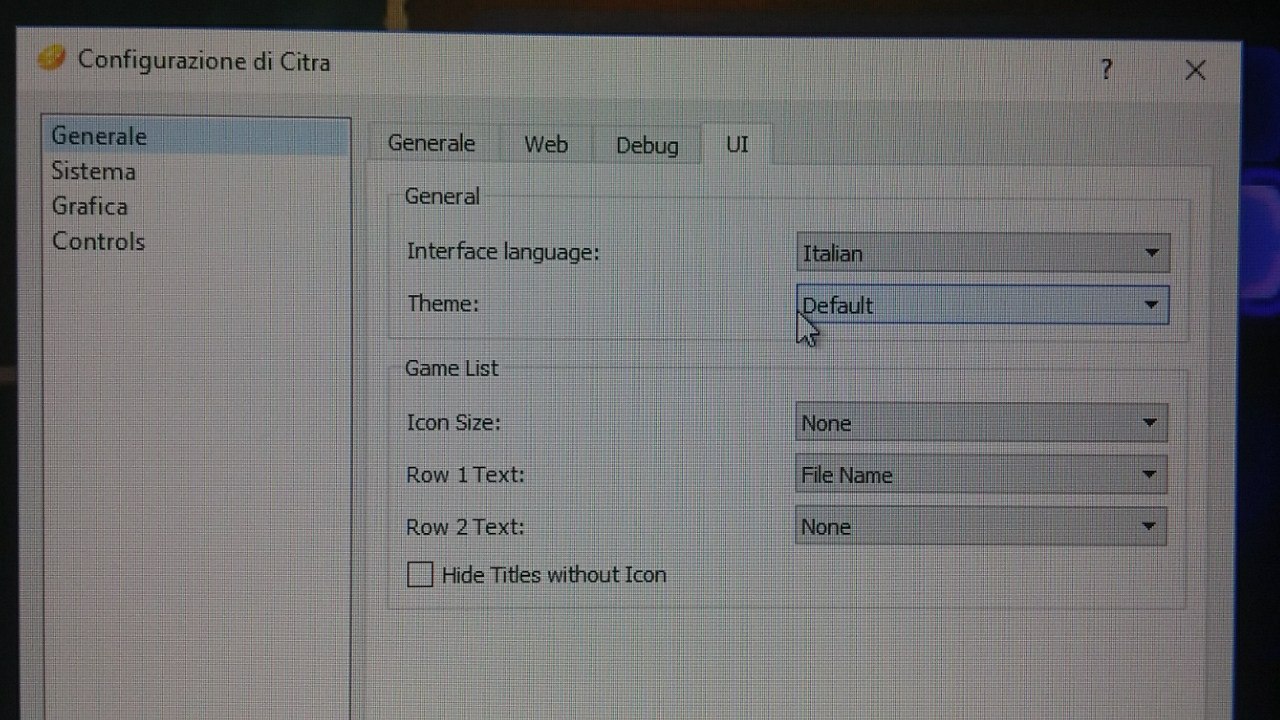 Configurazione di Citra
?
Generale
Sistema
Grafica
Controls
Generale Web Debug UI
General
Interface language: Italian
Theme: Default
Game List
Icon Size: None
Row 1 Text: File Name
Row 2 Text: None
Hide Titles without Icon